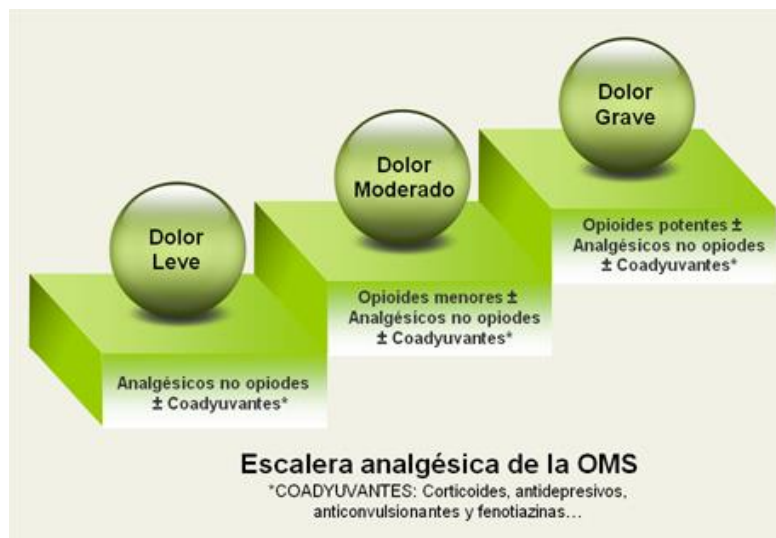 Dolor
Leve
Analgésicos no opiodes
± Coadyuvantes*
Dolor
Moderado
Opioides menores ±
Analgésicos no opiodes
± Coadyuvantes*
Dolor
Grave
Opioides potentes ±
Analgésicos no opiodes
± Coadyuvantes*
Escalera analgésica de la OMS
*COADYUVANTES: Corticoides, antidepresivos,
anticonvulsionantes y fenotiazinas...